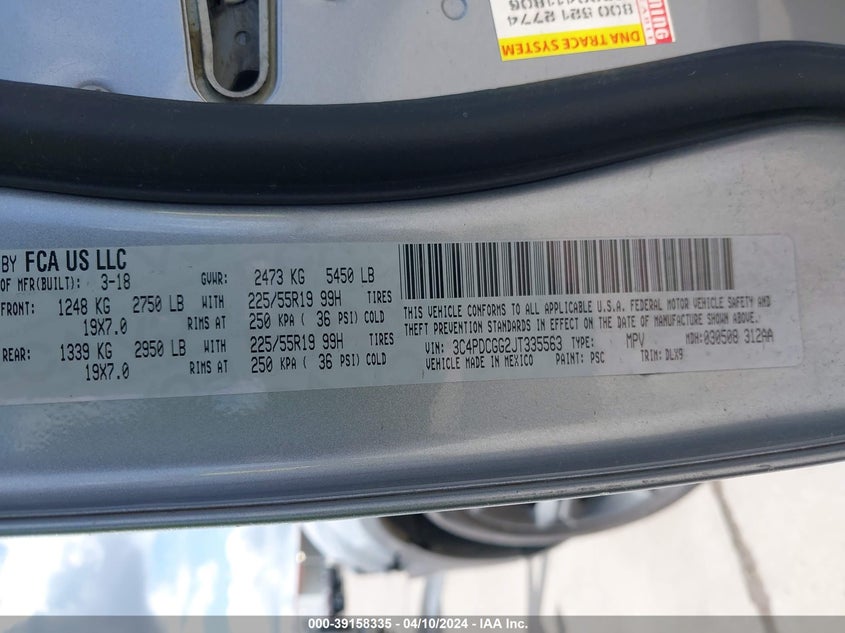 800 521 2774
DNA TRACE SYSTEM
BY FCA US LLC
OF MFR(BUILT): 3-18 GVWR: 2473 KG 5450 LB
FRONT: 1248 KG 2750 LB WITH 225/55R19 99H TIRES
19X7.0 RIMS AT 250 KPA ( 36 PSI) COLD
REAR: 1339 KG 2950 LB WITH 225/55R19 99H TIRES
19X7.0 RIMS AT 250 KPA ( 36 PSI) COLD
THIS VEHICLE CONFORMS TO ALL APPLICABLE U.S.A. FEDERAL MOTOR VEHICLE SAFETY AND
THEFT PREVENTION STANDARDS IN EFFECT ON THE DATE OF MANUFACTURE SHOWN ABOVE.
VIN: 3C4PDCGG2JT335563 TYPE: MPV MDH:030508 312AA
VEHICLE MADE IN MEXICO PAINT: PSC TRIM: DLX9
000-39158335 - 04/10/2024 - IAA Inc.